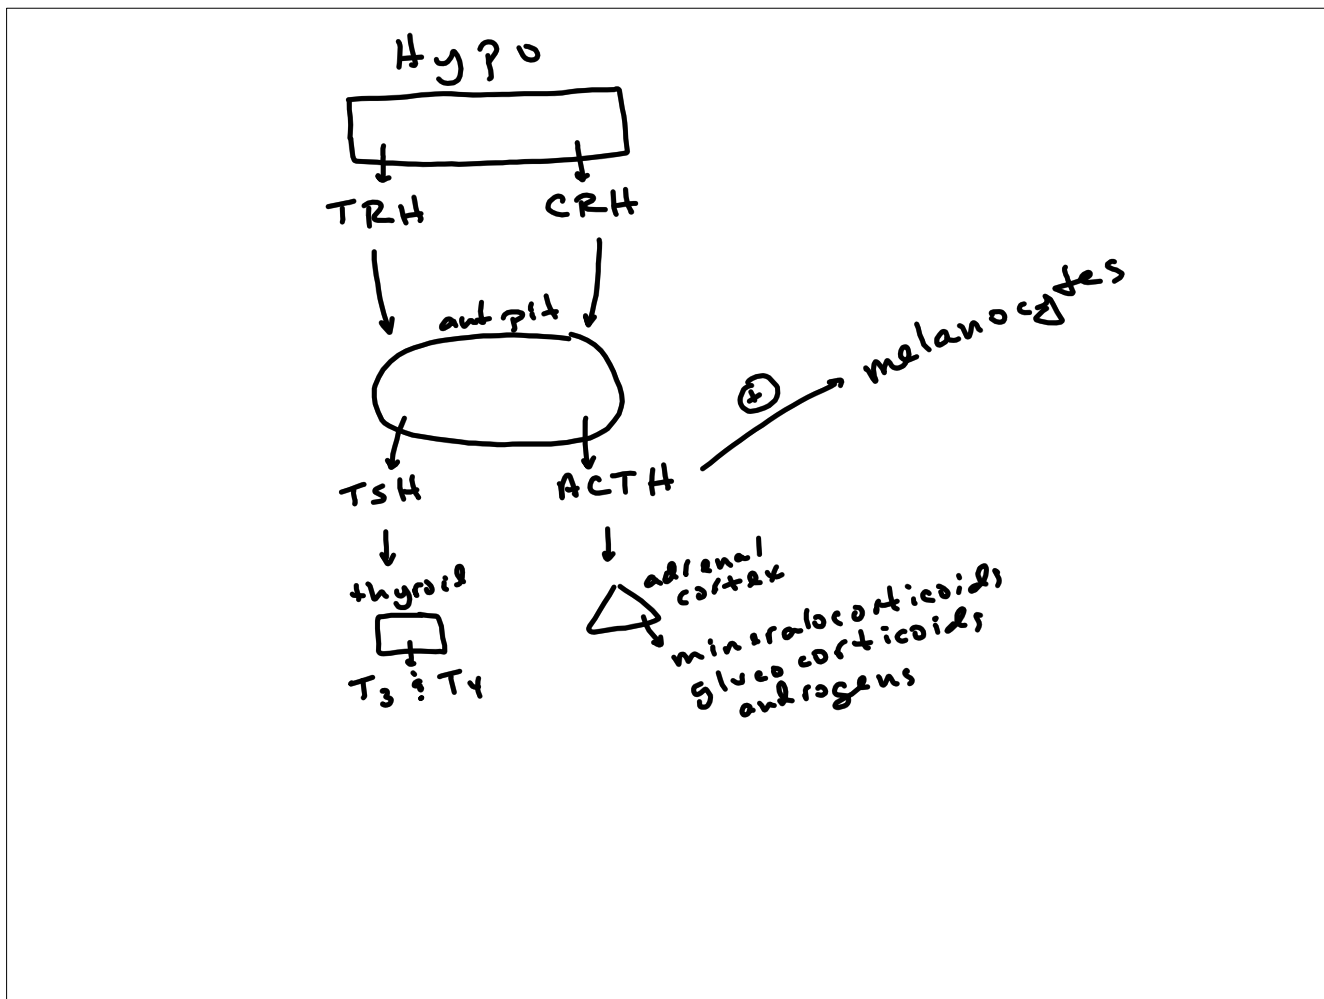 Hypo
TRH CRH
ant pit
melanocytes
+
TSH ACTH
thyroid
adrenal
cortex
T3 & T4
mineralocorticoids
glucocorticoids
androgens